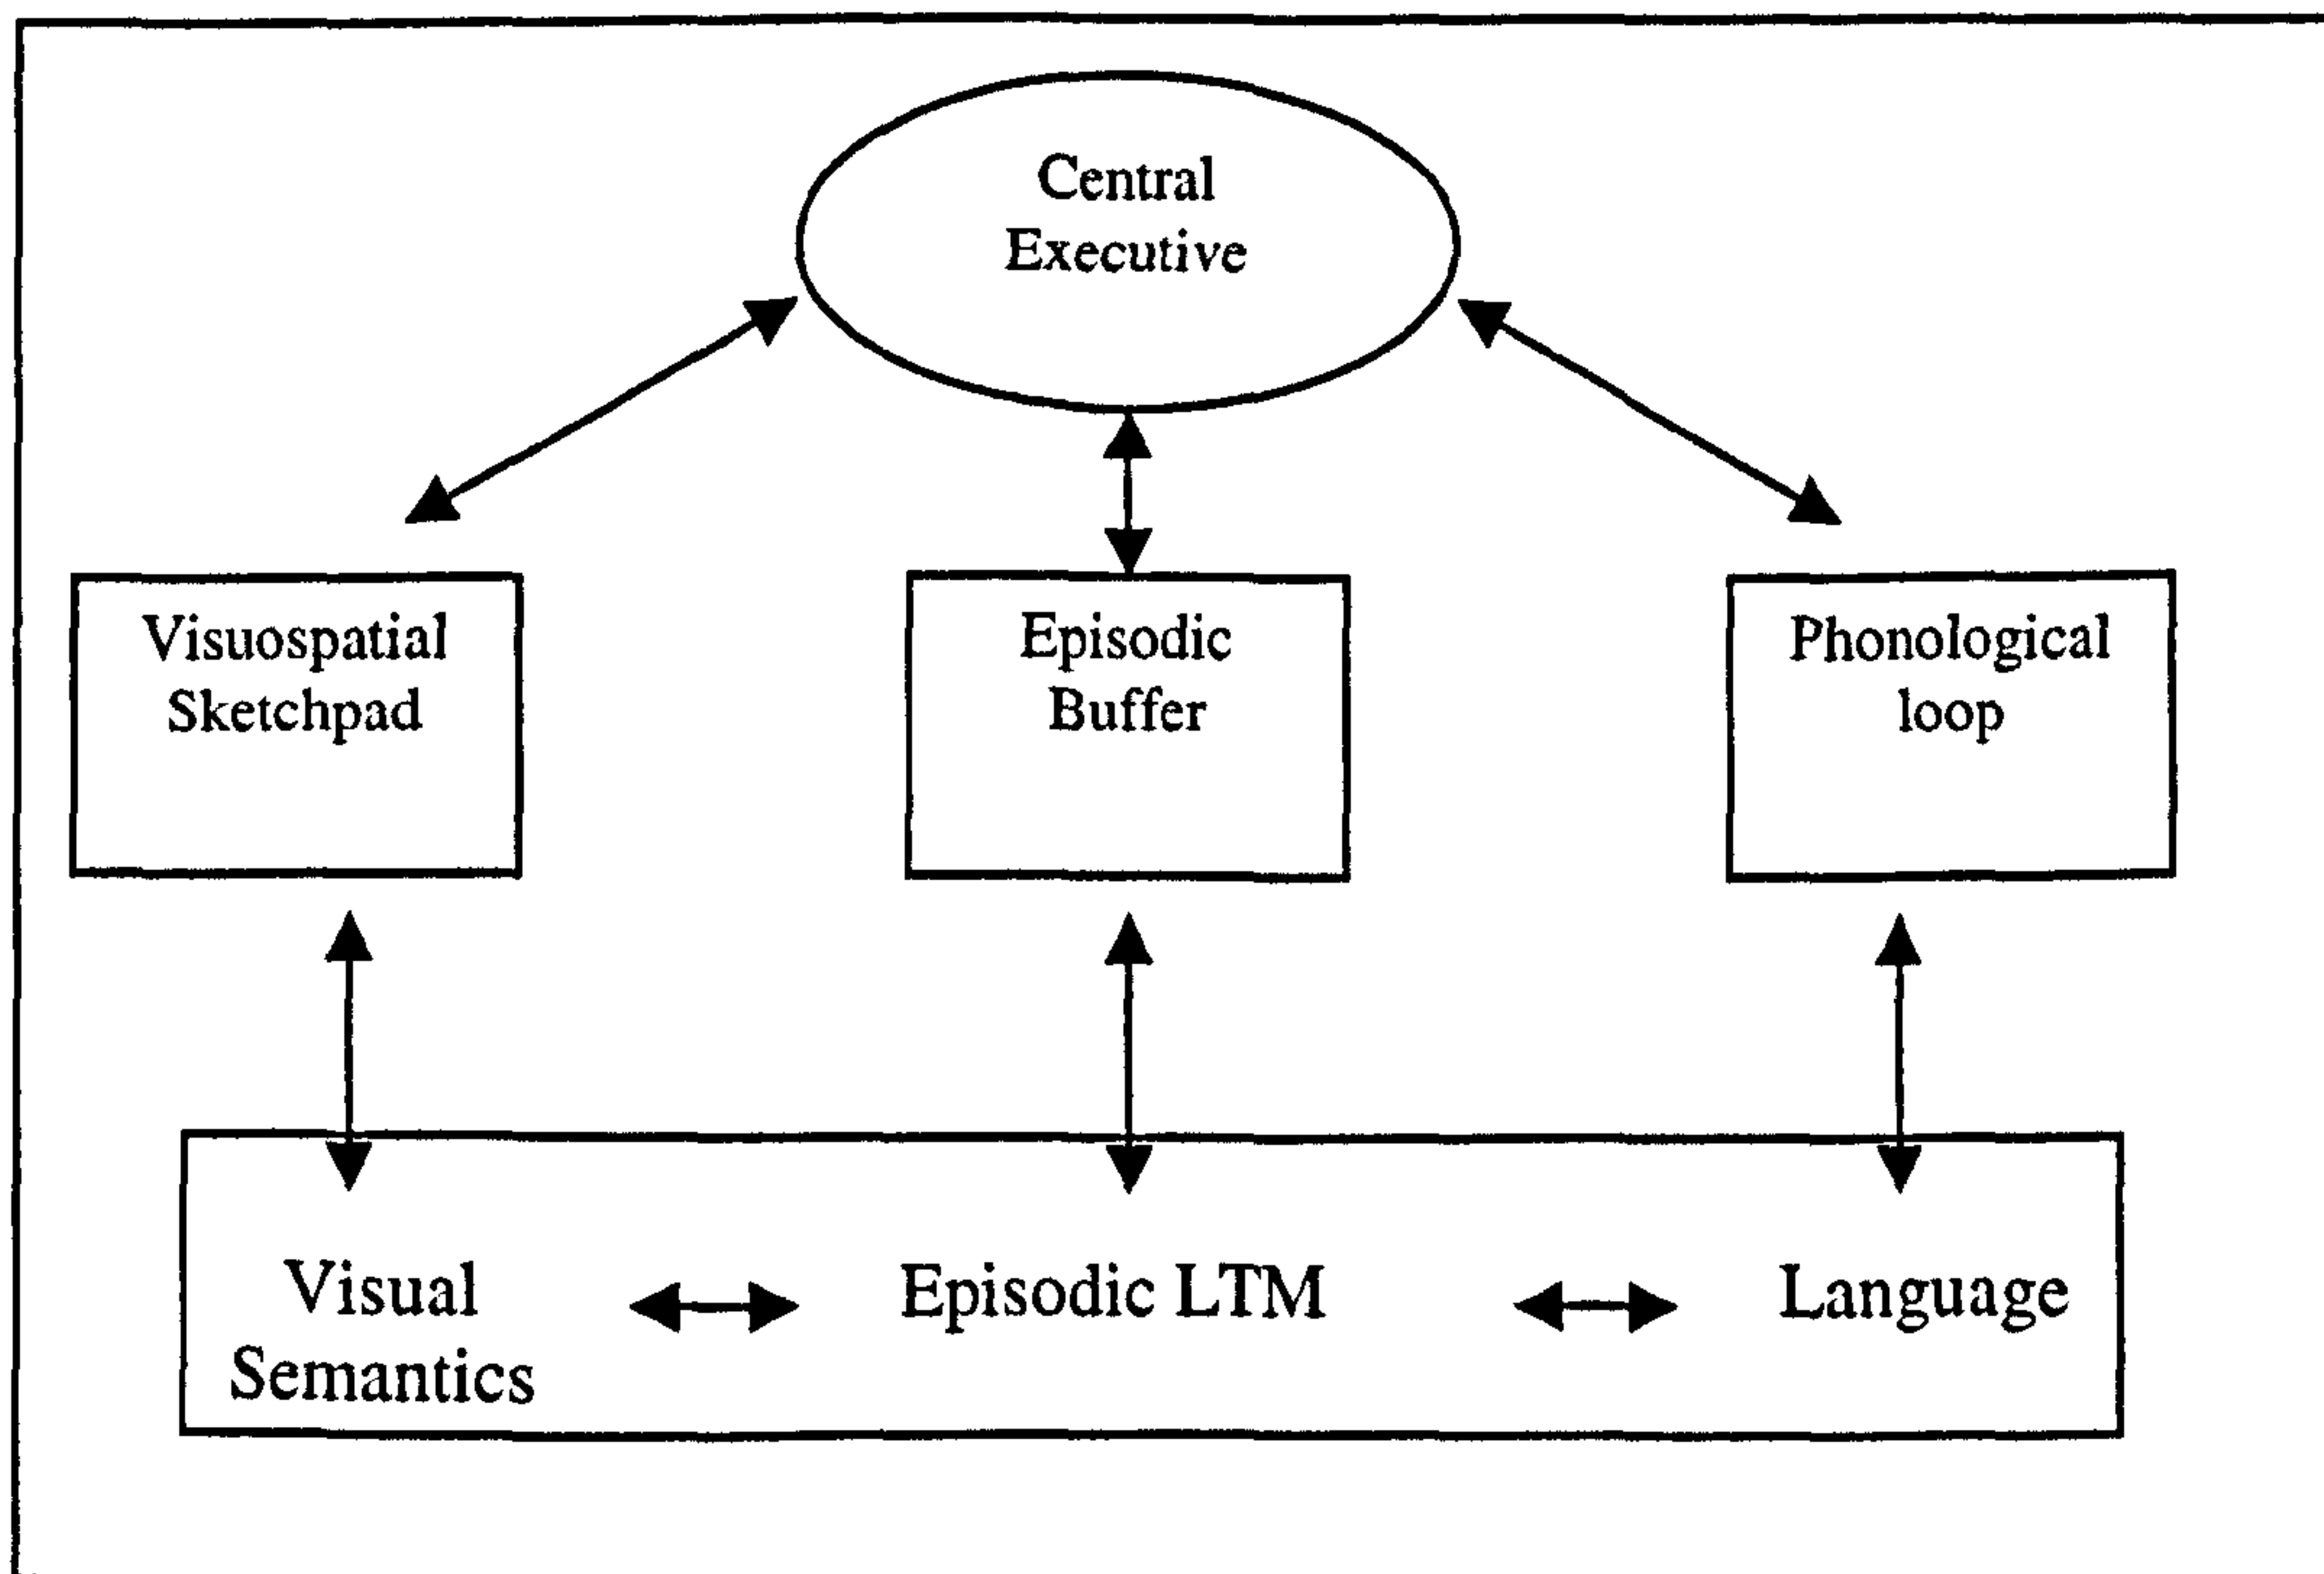 Central
Executive
Visuospatial
Sketchpad
Episodic
Buffer
Phonological
loop
Visual
Semantics
Episodic LTM
Language